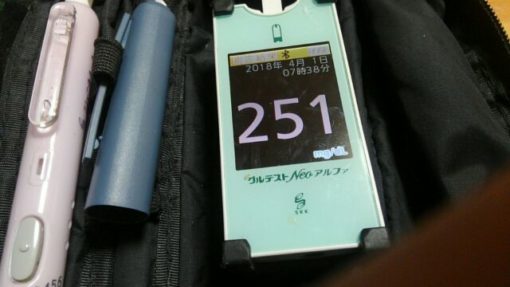 2018年 4月 1日
07時38分
251
mg/dL
グルテストNeoアルファ
SKK